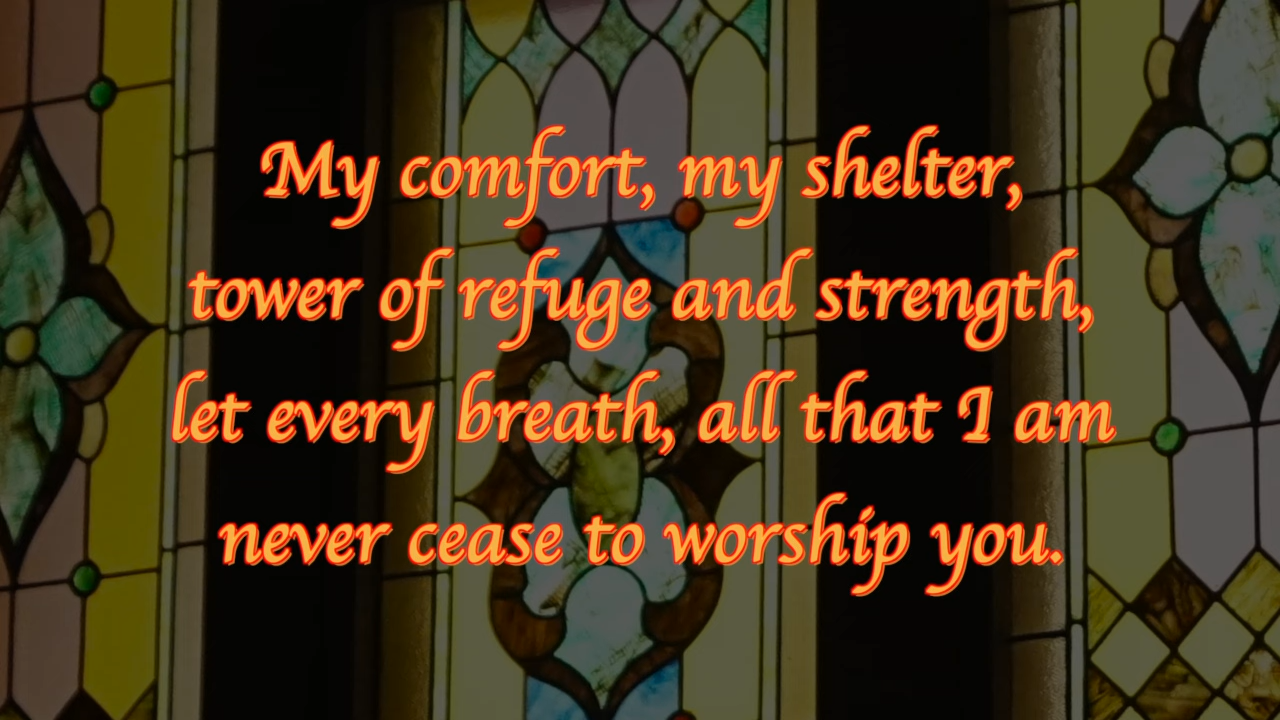 My comfort, my shelter,
tower of refuge and strength,
let every breath, all that I am
never cease to worship you.